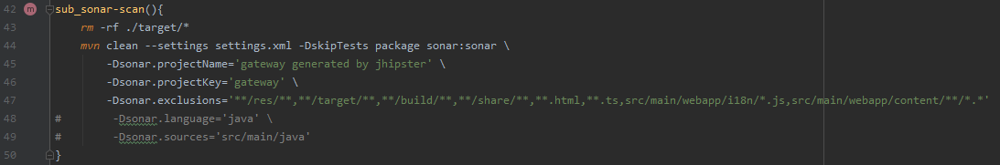 42 sub_sonar-scan(){
43     rm -rf ./target/*
44     mvn clean --settings settings.xml -DskipTests package sonar:sonar \
45         -Dsonar.projectName='gateway generated by jhipster' \
46         -Dsonar.projectKey='gateway' \
47         -Dsonar.exclusions='**/res/**,**/target/**,**/build/**,**/share/**,**.html,**.ts,src/main/webapp/i18n/*.js,src/main/webapp/content/**/*.*'
48 #        -Dsonar.language='java' \
49 #        -Dsonar.sources='src/main/java'
50 }